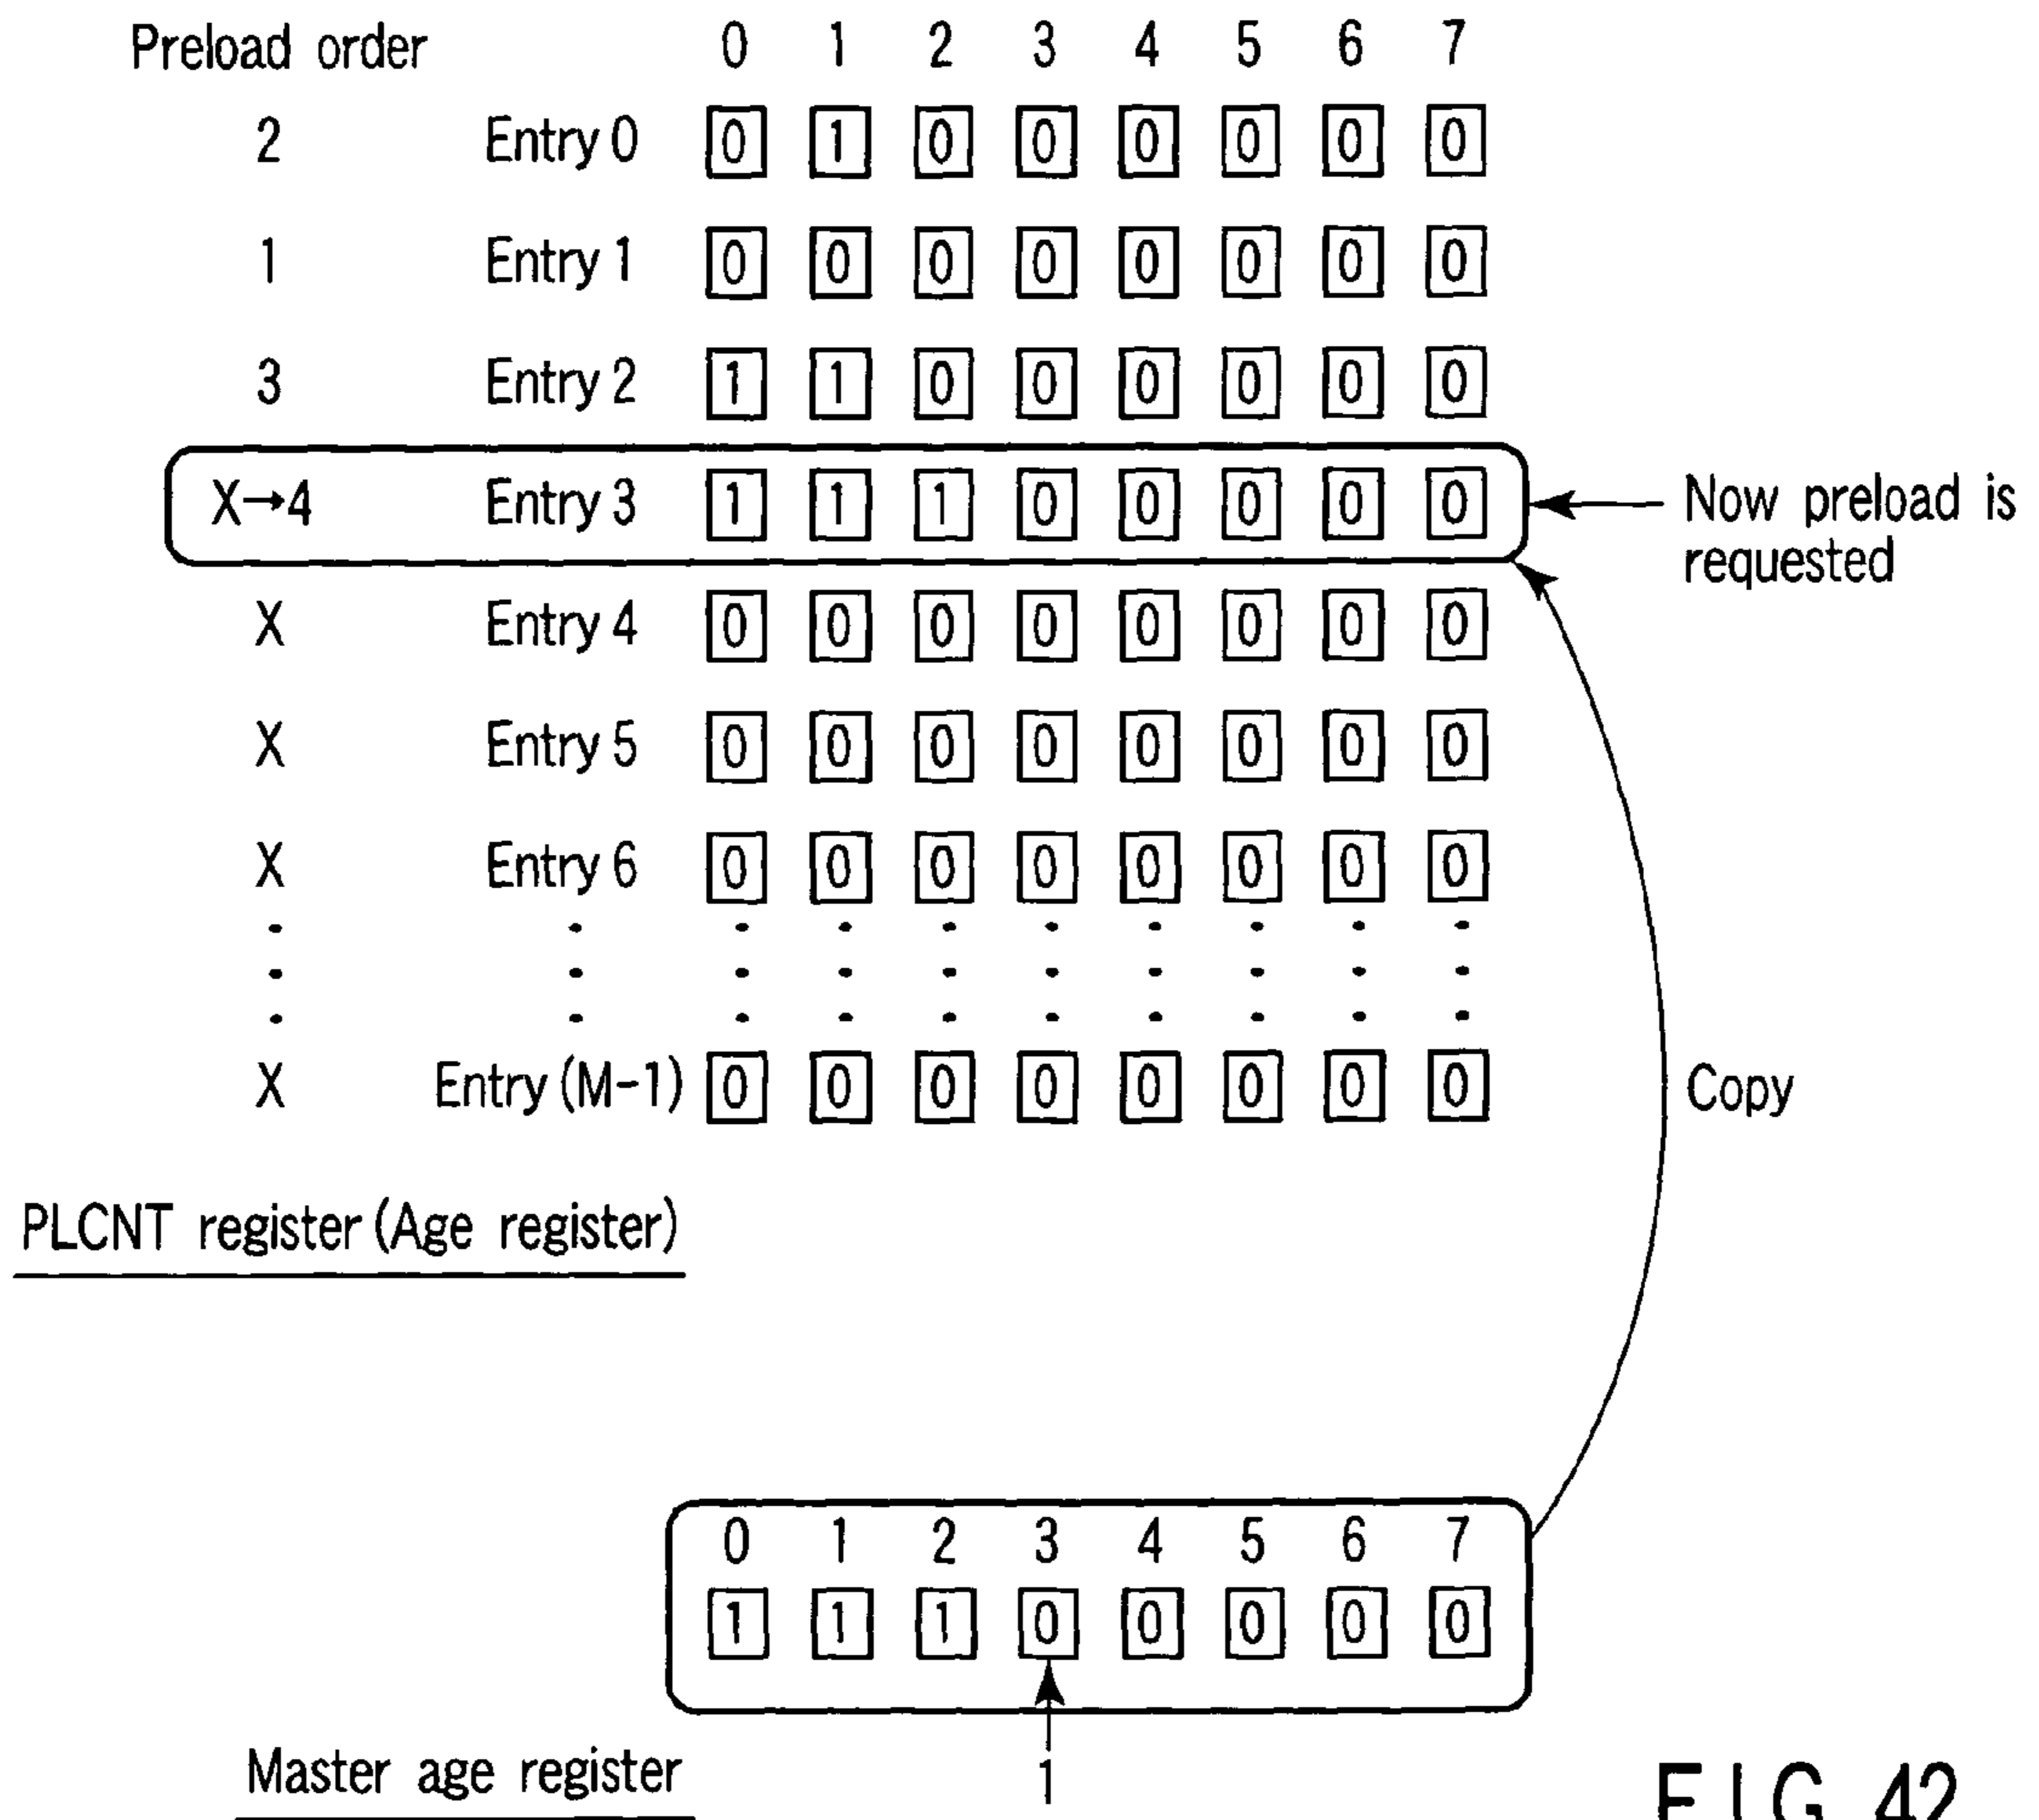 Preload order 0 1 2 3 4 5 6 7
2 Entry 0 0 1 0 0 0 0 0 0
1 Entry 1 0 0 0 0 0 0 0 0
3 Entry 2 1 1 0 0 0 0 0 0
X→4 Entry 3 1 1 1 0 0 0 0 0 Now preload is
requested
X Entry 4 0 0 0 0 0 0 0 0
X Entry 5 0 0 0 0 0 0 0 0
X Entry 6 0 0 0 0 0 0 0 0
X Entry (M-1) 0 0 0 0 0 0 0 0 Copy
PLCNT register (Age register)
0 1 2 3 4 5 6 7
1 1 1 0 0 0 0 0
Master age register 1
FIG. 42